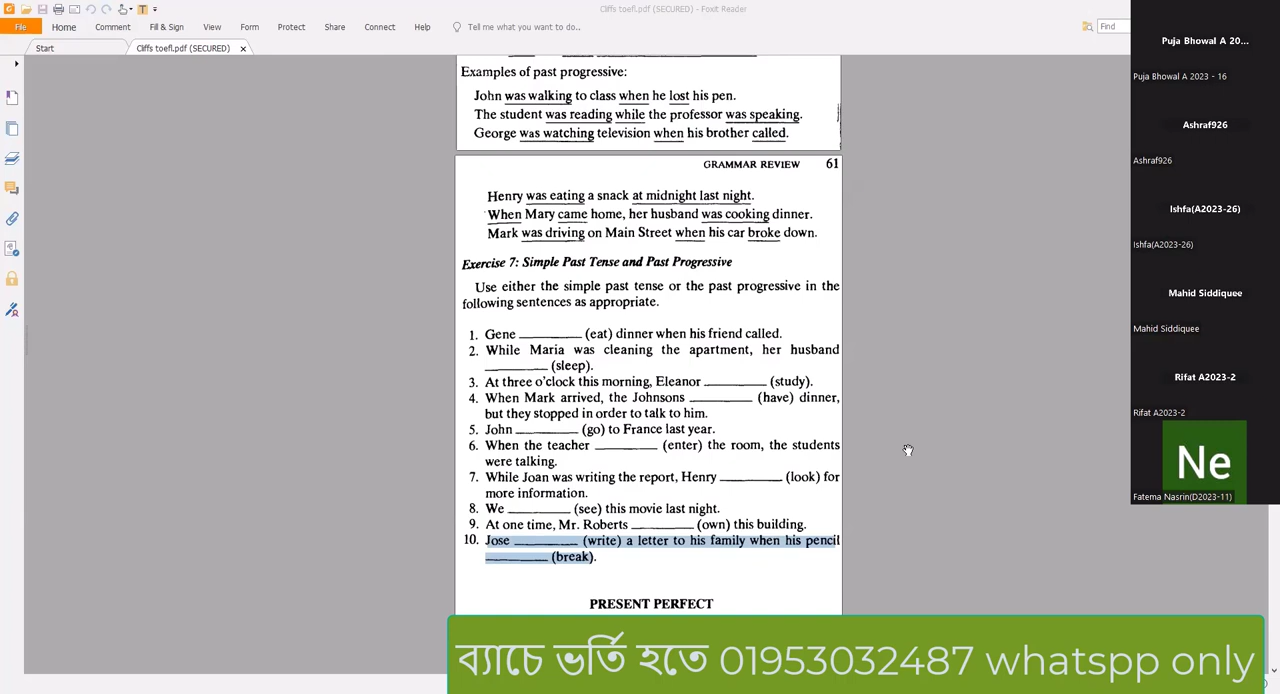 Cliffs toefl.pdf (SECURED) - Foxit Reader
File Home Comment Fill & Sign View Form Protect Share Connect Help Tell me what you want to do.. Find
Start Cliffs toefl.pdf (SECURED)
Examples of past progressive:
John was walking to class when he lost his pen.
The student was reading while the professor was speaking.
George was watching television when his brother called.
GRAMMAR REVIEW 61
Henry was eating a snack at midnight last night.
When Mary came home, her husband was cooking dinner.
Mark was driving on Main Street when his car broke down.
Exercise 7: Simple Past Tense and Past Progressive
Use either the simple past tense or the past progressive in the
following sentences as appropriate.
1. Gene ________ (eat) dinner when his friend called.
2. While Maria was cleaning the apartment, her husband
________ (sleep).
3. At three o'clock this morning, Eleanor ________ (study).
4. When Mark arrived, the Johnsons ________ (have) dinner,
but they stopped in order to talk to him.
5. John ________ (go) to France last year.
6. When the teacher ________ (enter) the room, the students
were talking.
7. While Joan was writing the report, Henry ________ (look) for
more information.
8. We ________ (see) this movie last night.
9. At one time, Mr. Roberts ________ (own) this building.
10. Jose ________ (write) a letter to his family when his pencil
________ (break).
PRESENT PERFECT
Puja Bhowal A 20...
Puja Bhowal A 2023 - 16
Ashraf926
Ashraf926
Ishfa(A2023-26)
Ishfa(A2023-26)
Mahid Siddiquee
Mahid Siddiquee
Rifat A2023-2
Rifat A2023-2
Ne
Fatema Nasrin(D2023-11)
ব্যাচে ভর্তি হতে 01953032487 whatspp only